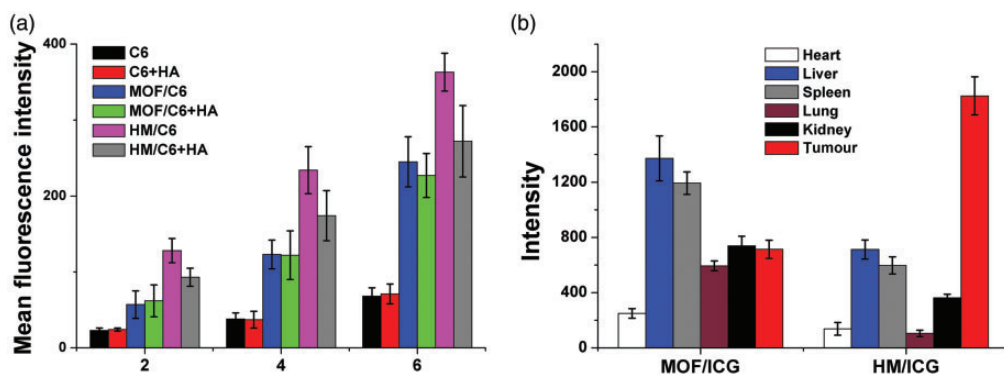 (a)
Mean fluorescence intensity
400
200
0
C6
C6+HA
MOF/C6
MOF/C6+HA
HM/C6
HM/C6+HA
2 4 6
(b)
Intensity
2000
1600
1200
800
400
0
Heart
Liver
Spleen
Lung
Kidney
Tumour
MOF/ICG HM/ICG